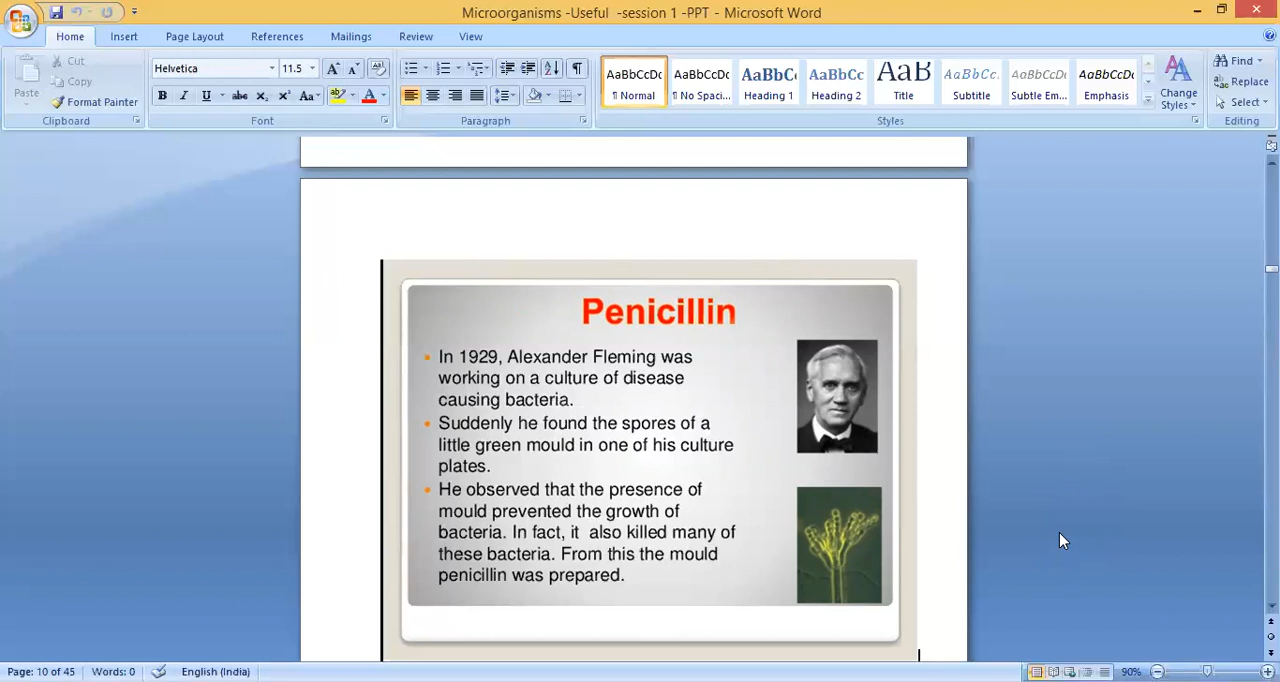 Microorganisms -Useful -session 1 -PPT - Microsoft Word
Home Insert Page Layout References Mailings Review View
Paste
Cut
Copy
Format Painter
Clipboard
Helvetica 11.5
Font
Paragraph
AaBbCcDc AaBbCcDc AaBbC AaBbCc AaB AaBbCc. AaBbCcDc AaBbCcDc
¶ Normal ¶ No Spaci... Heading 1 Heading 2 Title Subtitle Subtle Em... Emphasis
Change
Styles
Styles
Find
Replace
Select
Editing
Penicillin
In 1929, Alexander Fleming was
working on a culture of disease
causing bacteria.
Suddenly he found the spores of a
little green mould in one of his culture
plates.
He observed that the presence of
mould prevented the growth of
bacteria. In fact, it also killed many of
these bacteria. From this the mould
penicillin was prepared.
Page: 10 of 45 Words: 0 English (India) 90%